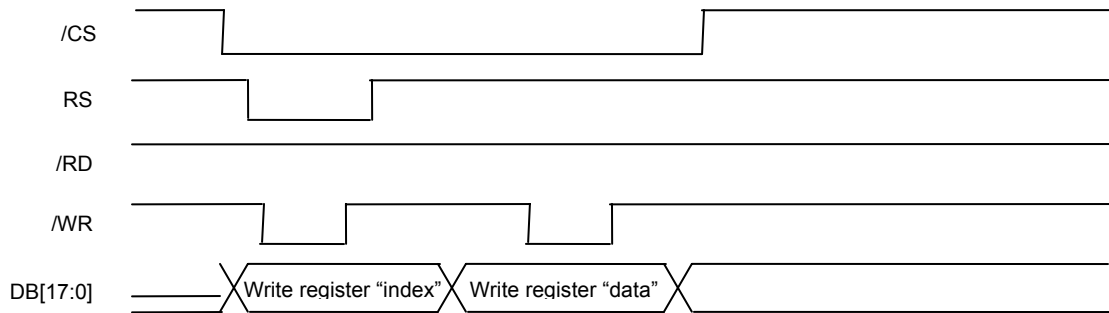 /CS
RS
/RD
/WR
DB[17:0]
Write register “index”
Write register “data”